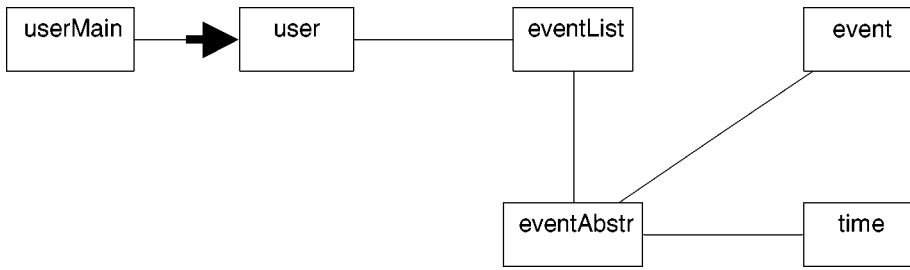 userMain
user
eventList
event
eventAbstr
time